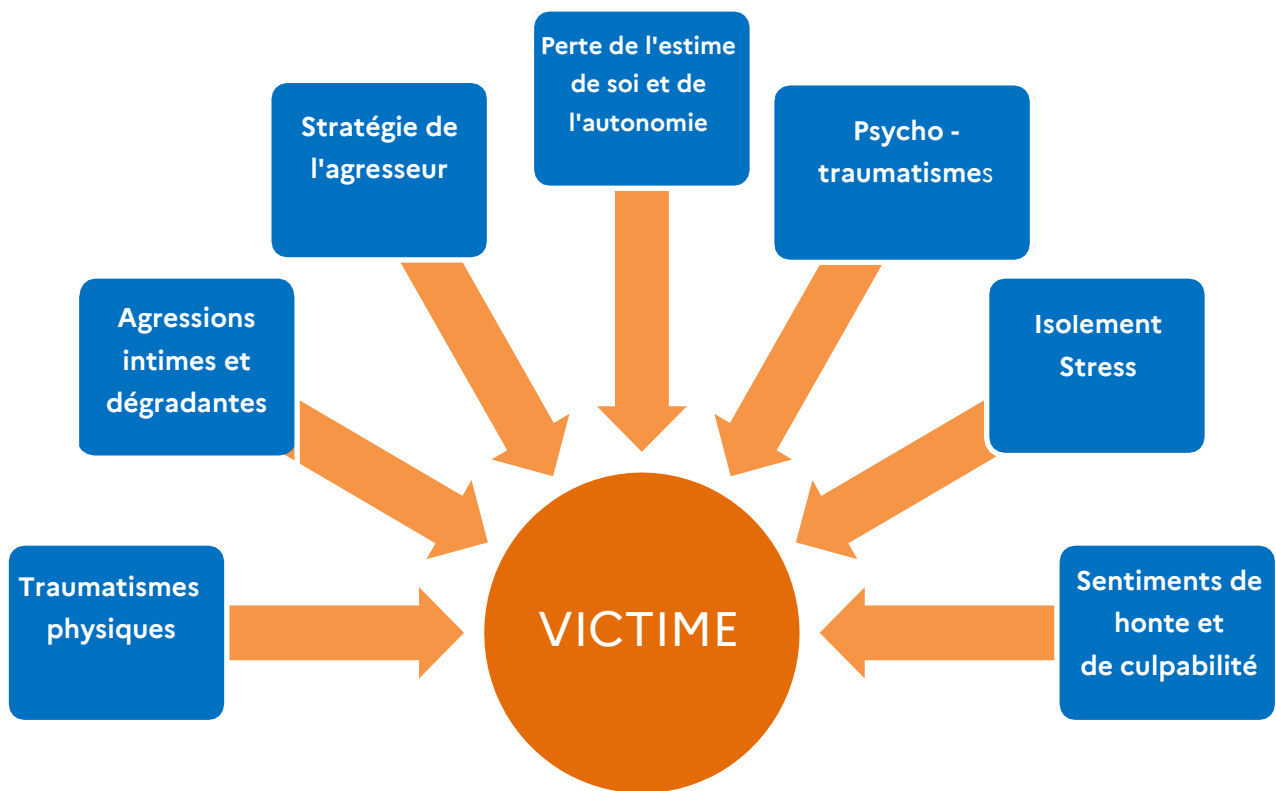 Perte de l'estime
de soi et de
l'autonomie
Stratégie de
l'agresseur
Psycho -
traumatismes
Agressions
intimes et
dégradantes
Isolement
Stress
Traumatismes
physiques
VICTIME
Sentiments de
honte et
de culpabilité